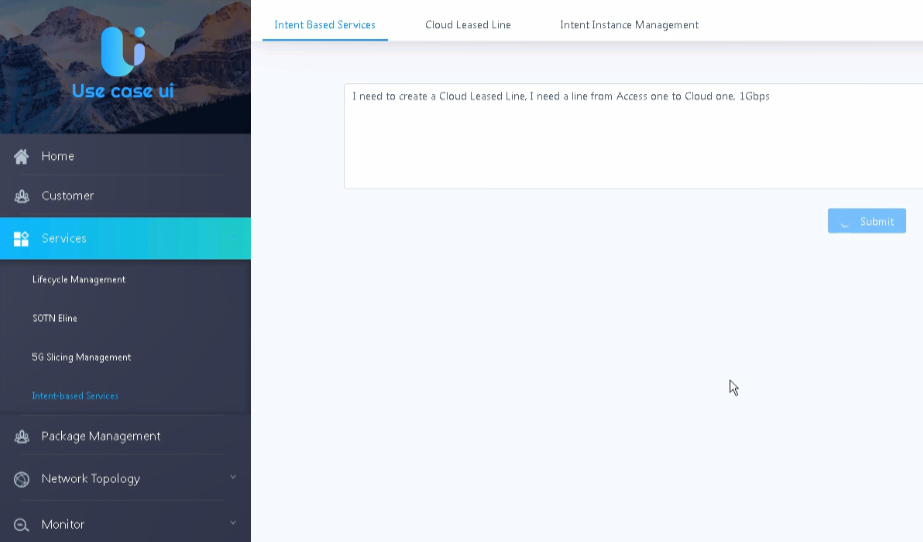 Intent Based Services
Cloud Leased Line
Intent Instance Management
Use case ui
I need to create a Cloud Leased Line, I need a line from Access one to Cloud one, 1Gbps
Submit
Home
Customer
Services
Lifecycle Management
SOTN Eline
5G Slicing Management
Intent-based Services
Package Management
Network Topology
Monitor